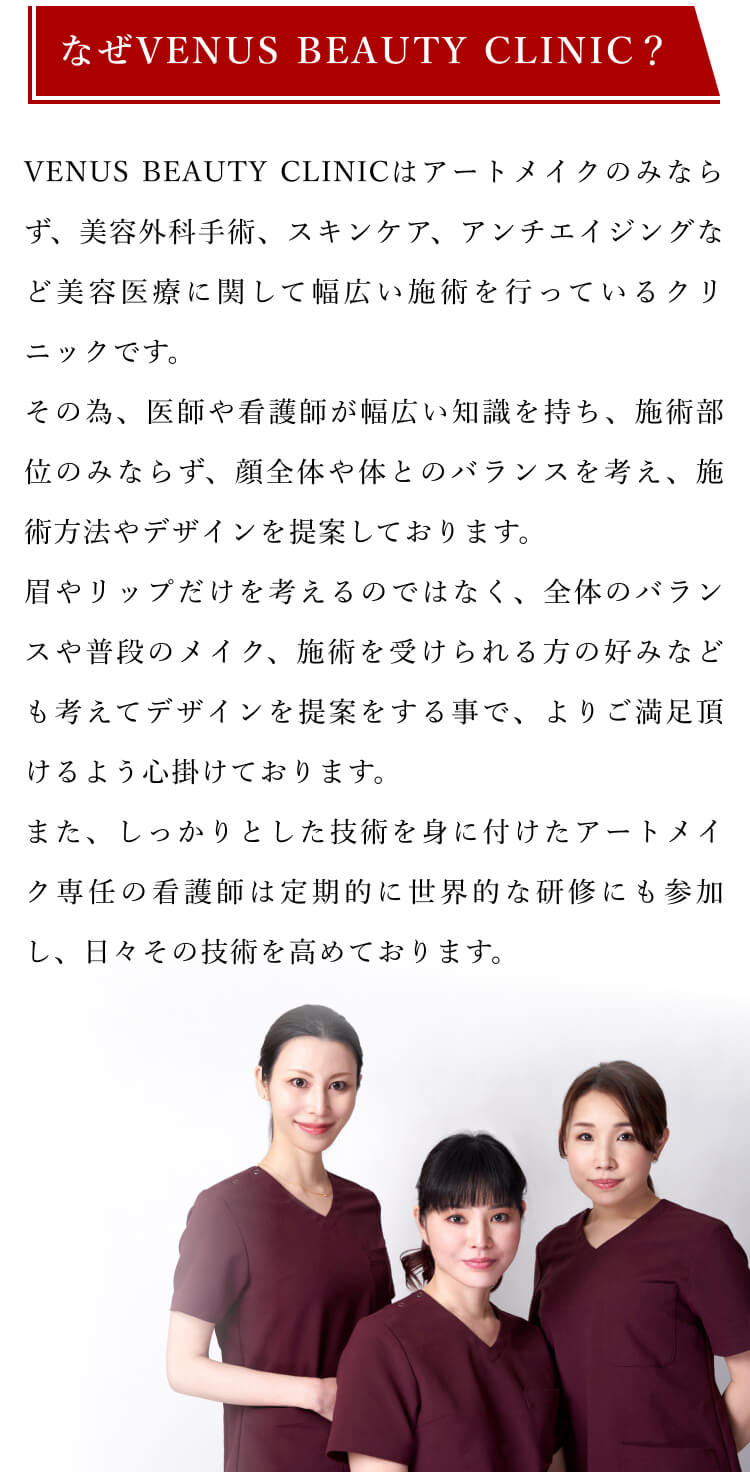 なぜVENUS BEAUTY CLINIC？
VENUS BEAUTY CLINICはアートメイクのみなら
ず、美容外科手術、スキンケア、アンチエイジングな
ど美容医療に関して幅広い施術を行っているクリ
ニックです。
その為、医師や看護師が幅広い知識を持ち、施術部
位のみならず、顔全体や体とのバランスを考え、施
術方法やデザインを提案しております。
眉やリップだけを考えるのではなく、全体のバラン
スや普段のメイク、施術を受けられる方の好みなど
も考えてデザインを提案をする事で、よりご満足頂
けるよう心掛けております。
また、しっかりとした技術を身に付けたアートメイ
ク専任の看護師は定期的に世界的な研修にも参加
し、日々その技術を高めております。